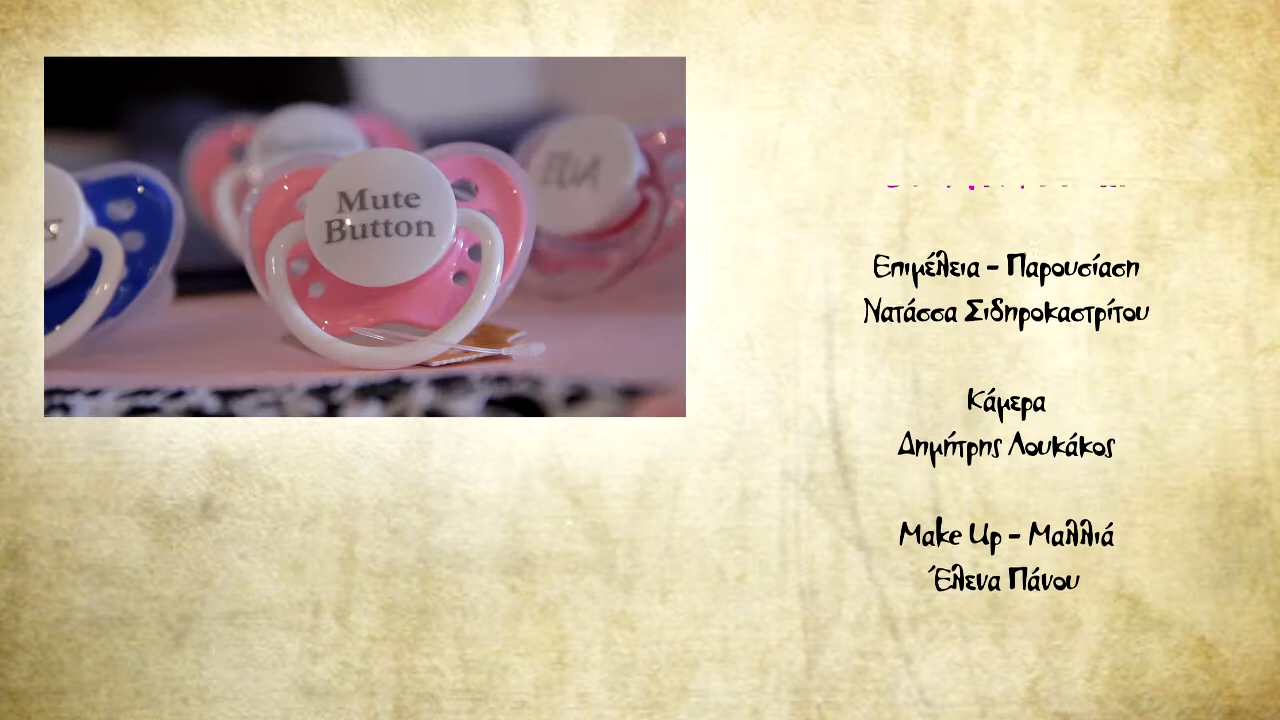 Mute
Button
Επιμέλεια - Παρουσίαση
Νατάσσα Σιδηροκαστρίτου
Κάμερα
Δημήτρης Λουκάκος
Make Up - Μαλλιά
Έλενα Πάνου